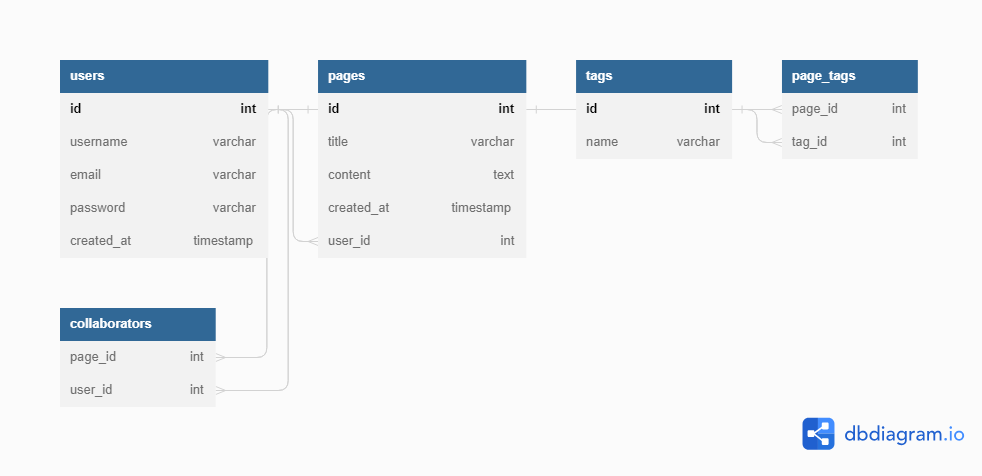 users
id int
username varchar
email varchar
password varchar
created_at timestamp
pages
id int
title varchar
content text
created_at timestamp
user_id int
tags
id int
name varchar
page_tags
page_id int
tag_id int
collaborators
page_id int
user_id int
dbdiagram.io